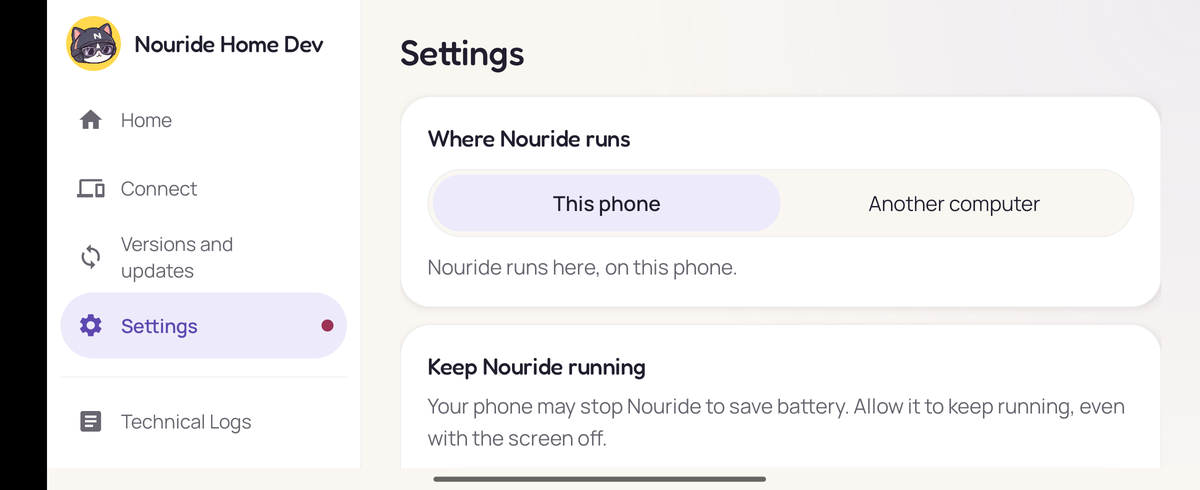 N
Nouride Home Dev
Home
Connect
Versions and
updates
Settings
Technical Logs
Settings
Where Nouride runs
This phone
Another computer
Nouride runs here, on this phone.
Keep Nouride running
Your phone may stop Nouride to save battery. Allow it to keep running, even
with the screen off.